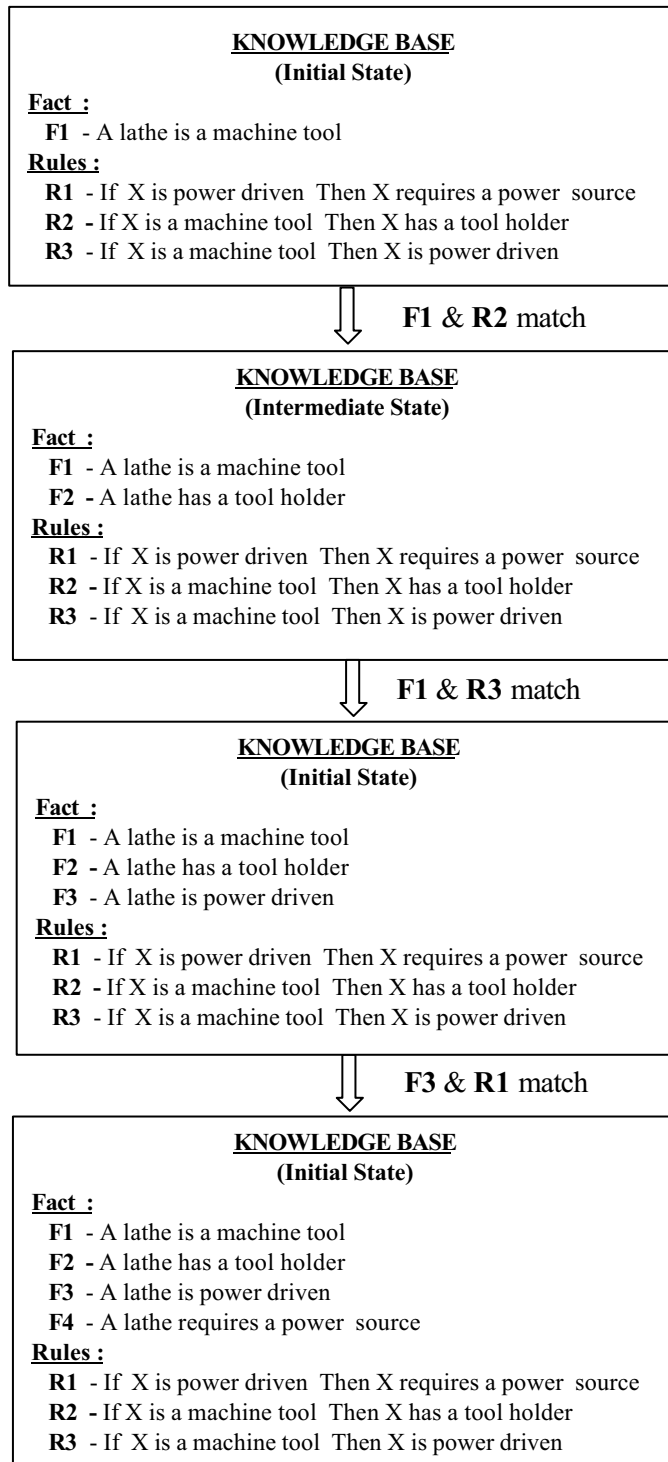 KNOWLEDGE BASE
(Initial State)
Fact :
F1 - A lathe is a machine tool
Rules :
R1 - If X is power driven Then X requires a power source
R2 - If X is a machine tool Then X has a tool holder
R3 - If X is a machine tool Then X is power driven
F1 & R2 match
KNOWLEDGE BASE
(Intermediate State)
Fact :
F1 - A lathe is a machine tool
F2 - A lathe has a tool holder
Rules :
R1 - If X is power driven Then X requires a power source
R2 - If X is a machine tool Then X has a tool holder
R3 - If X is a machine tool Then X is power driven
F1 & R3 match
KNOWLEDGE BASE
(Initial State)
Fact :
F1 - A lathe is a machine tool
F2 - A lathe has a tool holder
F3 - A lathe is power driven
Rules :
R1 - If X is power driven Then X requires a power source
R2 - If X is a machine tool Then X has a tool holder
R3 - If X is a machine tool Then X is power driven
F3 & R1 match
KNOWLEDGE BASE
(Initial State)
Fact :
F1 - A lathe is a machine tool
F2 - A lathe has a tool holder
F3 - A lathe is power driven
F4 - A lathe requires a power source
Rules :
R1 - If X is power driven Then X requires a power source
R2 - If X is a machine tool Then X has a tool holder
R3 - If X is a machine tool Then X is power driven